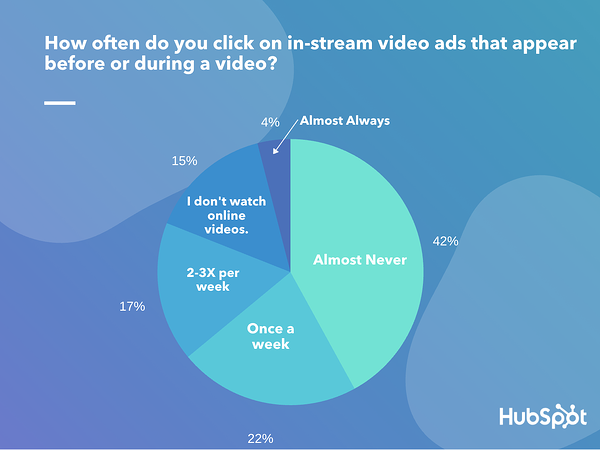 How often do you click on in-stream video ads that appear
before or during a video?
4%
Almost Always
15%
I don't watch
online
videos.
42%
Almost Never
2-3X per
week
17%
Once a
week
22%
HubSpot